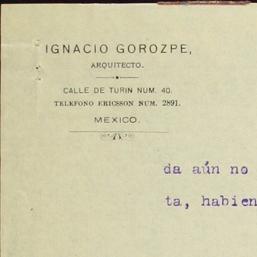 IGNACIO GOROZPE,
ARQUITECTO.
CALLE DE TURIN NUM. 40.
TELEFONO ERICSSON NUM. 2891.
MEXICO.
da aún no
ta, habien